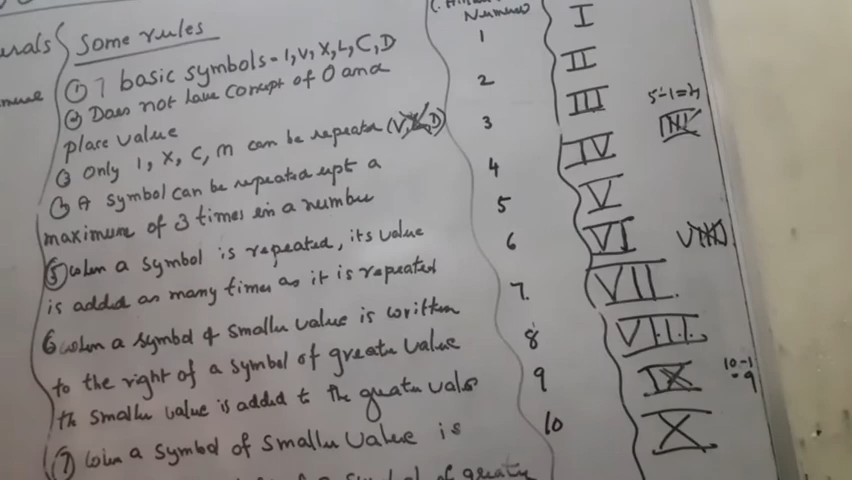 erals
Some rules
① 7 basic symbols = I, V, X, L, C, D
② Does not have concept of 0 and
place value
③ Only I, X, C, M can be repeated
④ A symbol can be repeated upt a
maximum of 3 times in a number
⑤ When a symbol is repeated, its value
is added as many times as it is repeated
6 when a symbol of smaller value is written
to the right of a symbol of greater value
the smaller value is added to the greater value
⑦ When a symbol of smaller value is
a symbol of greater
1 I
2 II
3 III
4 IV
5 V
6 VI
7. VII
8 VIII
9 IX
10 X
5-1=4
10-1
=9